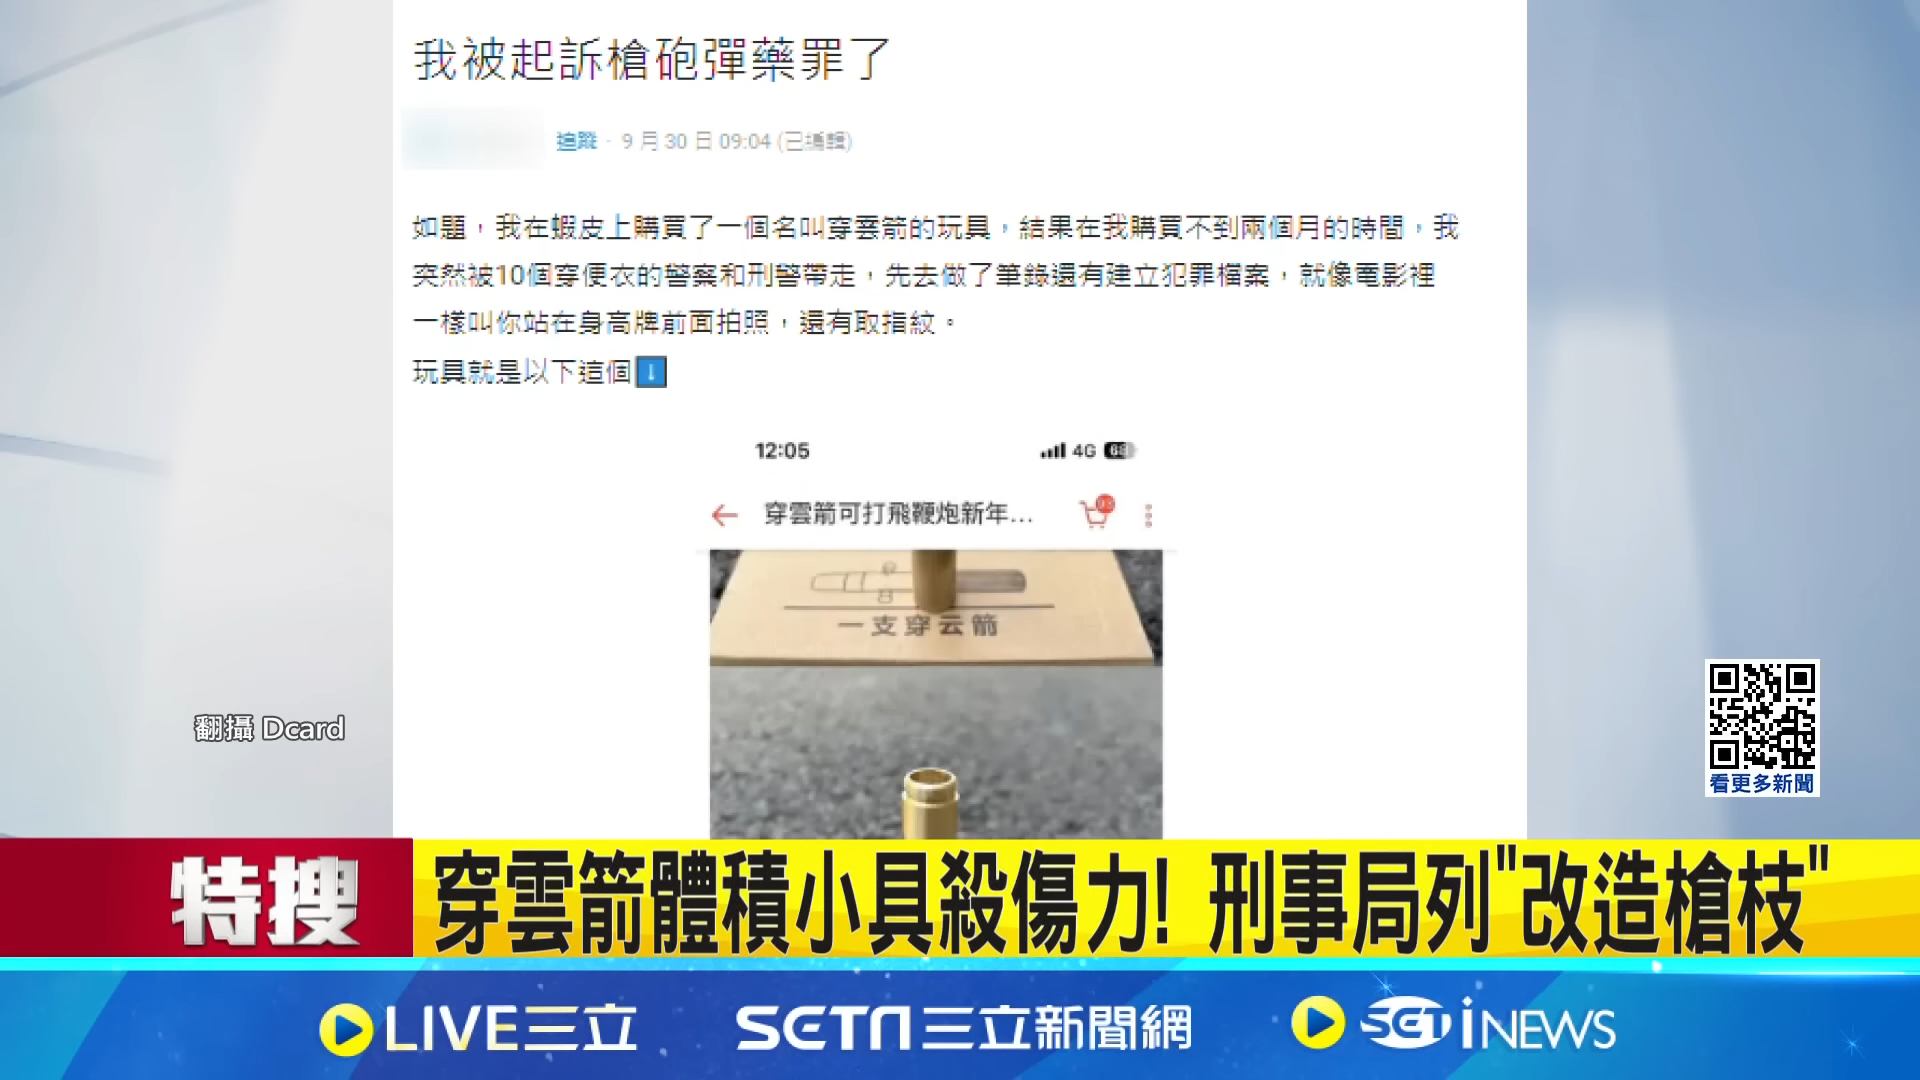 我被起訴槍砲彈藥罪了
追蹤 · 9 月 30 日 09:04 (已編輯)
如題，我在蝦皮上購買了一個名叫穿雲箭的玩具，結果在我購買不到兩個月的時間，我
突然被10個穿便衣的警察和刑警帶走，先去做了筆錄還有建立犯罪檔案，就像電影裡
一樣叫你站在身高牌前面拍照，還有取指紋。
玩具就是以下這個
12:05
4G
穿雲箭可打飛鞭炮新年...
一支穿云箭
翻攝 Dcard
看更多新聞
特搜
穿雲箭體積小具殺傷力! 刑事局列"改造槍枝"
LIVE三立
SETN三立新聞網
SET iNEWS